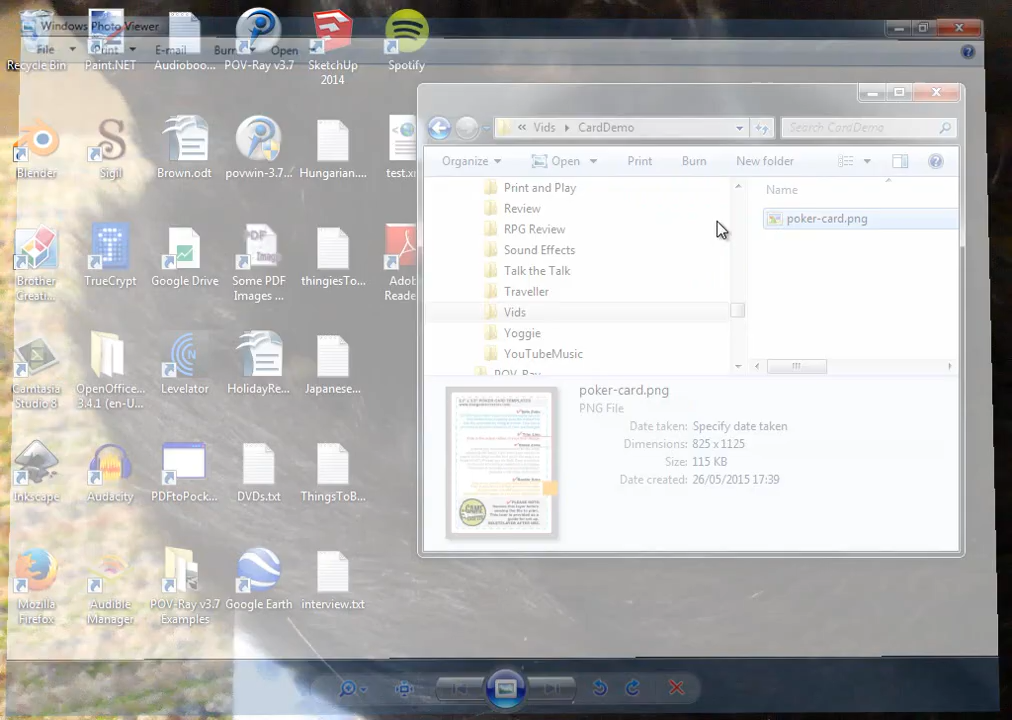 Windows Photo Viewer
File
Print
E-mail
Burn
Open
Recycle Bin
Paint.NET
Audioboo...
POV-Ray v3.7
SketchUp
2014
Spotify
Blender
Sigil
Brown.odt
povwin-3.7...
Hungarian....
Brother
Creati...
TrueCrypt
Google Drive
PDF
Some PDF
Images ...
thingiesTo...
Adob
Reade
Camtasia
Studio 8
OpenOffice...
3.4.1 (en-U...
Levelator
HolidayRe...
Japanese...
Inkscape
Audacity
PDFtoPock...
DVDs.txt
ThingsToB...
Mozilla
Firefox
Audible
Manager
POV-Ray v3.7
Examples
Google Earth
interview.txt
« Vids CardDemo
Search CardDemo
Organize
Open
Print
Burn
New folder
Print and Play
Review
RPG Review
Sound Effects
Talk the Talk
Traveller
Vids
Yoggie
YouTubeMusic
POV-Ray
Name
poker-card.png
poker-card.png
PNG File
Date taken: Specify date taken
Dimensions: 825 x 1125
Size: 115 KB
Date created: 26/05/2015 17:39